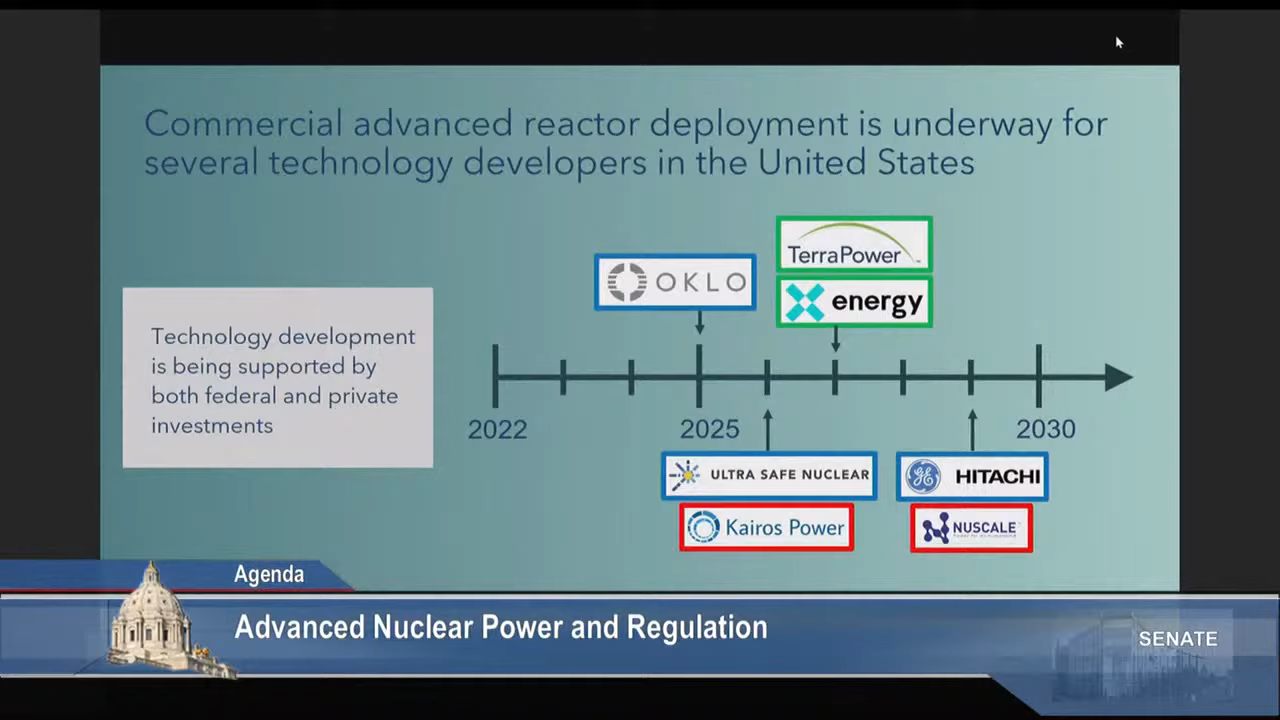 Commercial advanced reactor deployment is underway for
several technology developers in the United States
TerraPower
OKLO
energy
Technology development
is being supported by
both federal and private
investments
2022
2025
2030
ULTRA SAFE NUCLEAR
GE HITACHI
Kairos Power
NUSCALE
Agenda
Advanced Nuclear Power and Regulation
SENATE